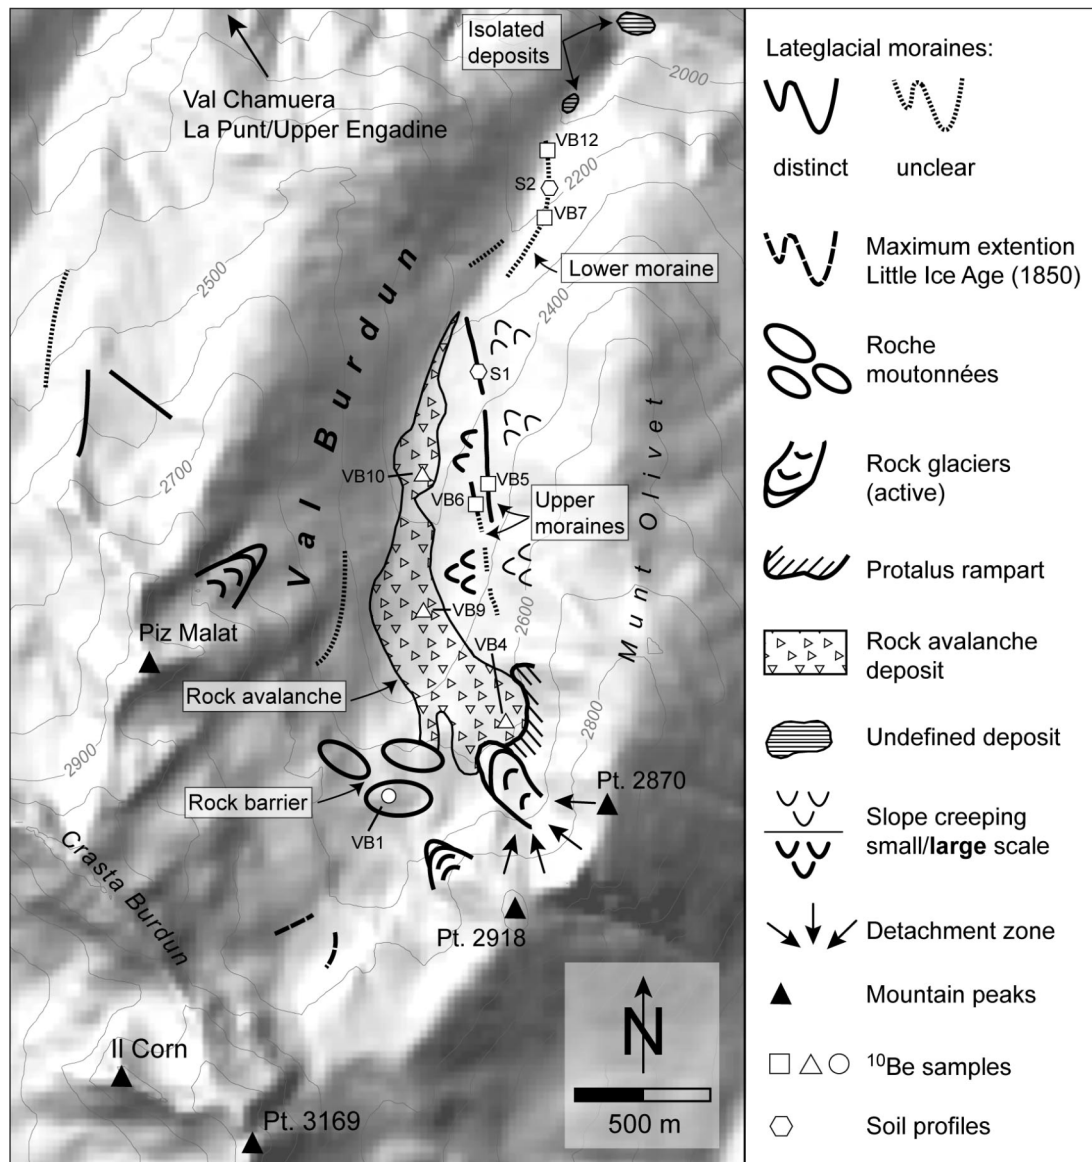 Isolated
deposits
2000
Val Chamuera
La Punt/Upper Engadine
VB12
S2
2200
VB7
Lower moraine
2500
2400
Val Burdun
S1
2700
VB10
VB5
VB6
Upper
moraines
Munt Olivet
Piz Malat
VB9
2600
VB4
Rock avalanche
2800
2900
Pt. 2870
Rock barrier
VB1
Crasta Burdun
Pt. 2918
Il Corn
Pt. 3169
N
500 m
Lateglacial moraines:
distinct
unclear
Maximum extention
Little Ice Age (1850)
Roche
moutonnées
Rock glaciers
(active)
Protalus rampart
Rock avalanche
deposit
Undefined deposit
Slope creeping
small/large scale
Detachment zone
Mountain peaks
¹⁰Be samples
Soil profiles